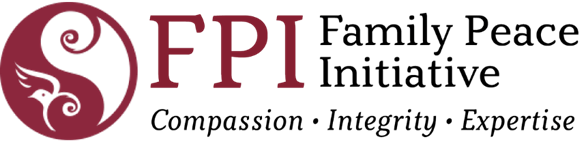 FPI
Family Peace
Initiative
Compassion • Integrity • Expertise